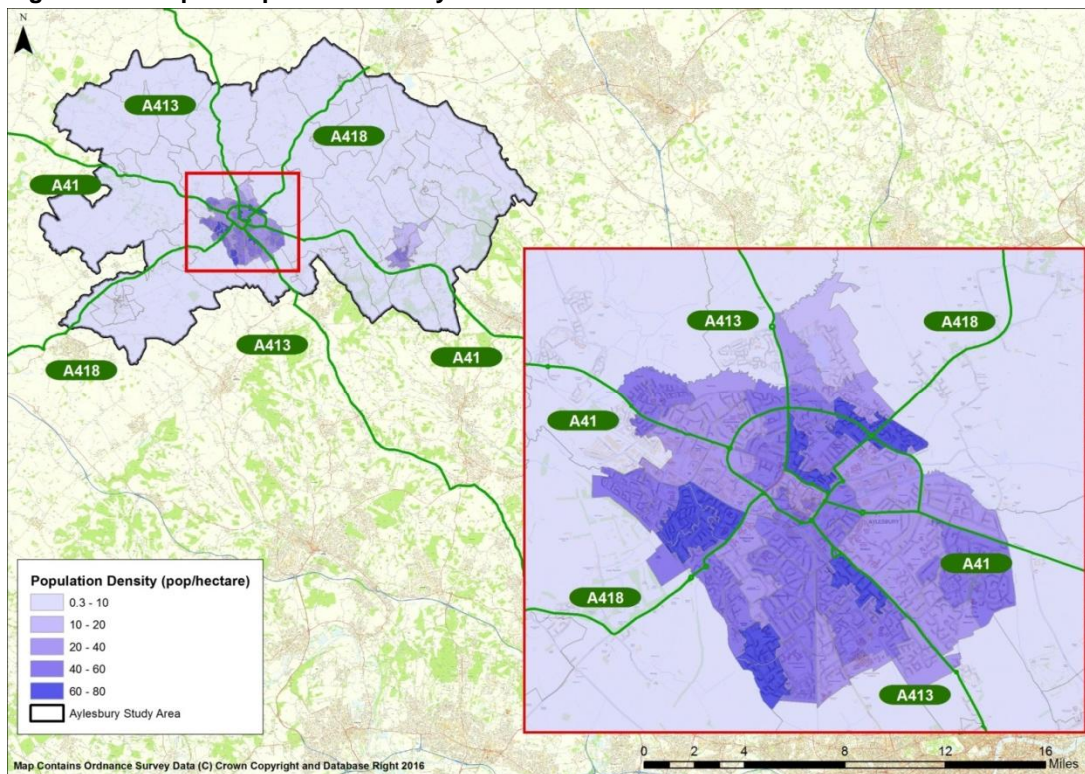 N
A413
A418
A41
A418
A413
A41
A413
A418
A41
AYLESBURY
A41
A418
A413
Population Density (pop/hectare)
0.3 - 10
10 - 20
20 - 40
40 - 60
60 - 80
Aylesbury Study Area
0 2 4 8 12 16
Miles
Map Contains Ordnance Survey Data (C) Crown Copyright and Database Right 2016